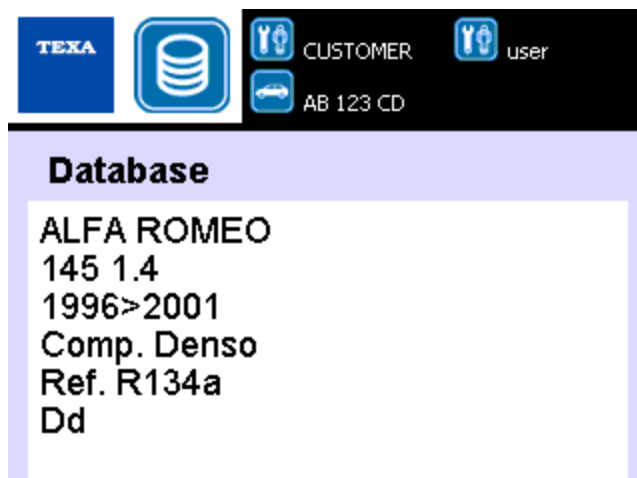 TEXA
CUSTOMER
user
AB 123 CD
Database
ALFA ROMEO
145 1.4
1996>2001
Comp. Denso
Ref. R134a
Dd